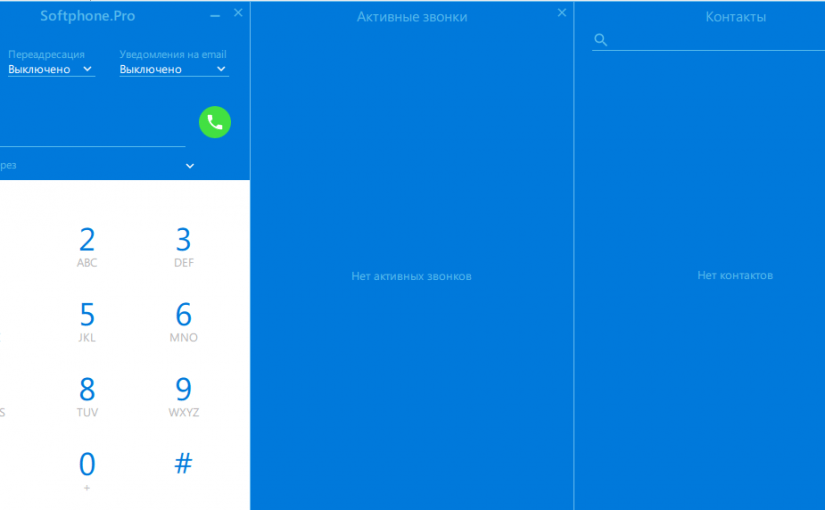 Softphone.Pro
Переадресация
Уведомления на email
Выключено
Выключено
рез
2
3
ABC
DEF
5
6
JKL
MNO
8
9
S
TUV
WXYZ
0
#
+
Активные звонки
Нет активных звонков
Контакты
Нет контактов